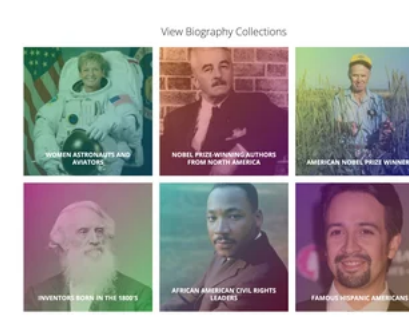 View Biography Collections
WOMEN ASTRONAUTS AND
AVIATORS
NOBEL PRIZE-WINNING AUTHORS
FROM NORTH AMERICA
AMERICAN NOBEL PRIZE WINNER
INVENTORS BORN IN THE 1800'S
AFRICAN AMERICAN CIVIL RIGHTS
LEADERS
FAMOUS HISPANIC AMERICANS